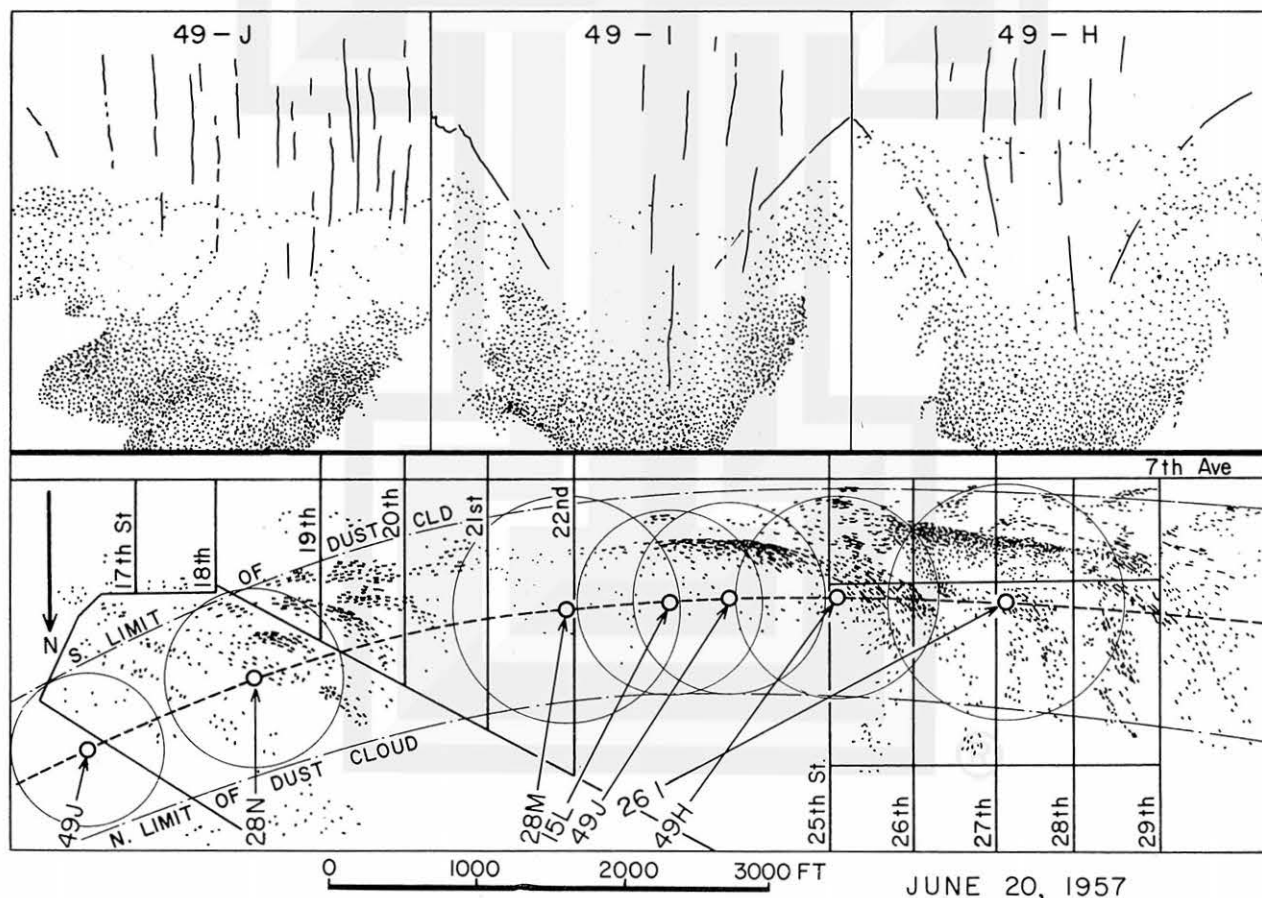 49-J
49-I
49-H
7th Ave
17th St
18th
19th
20th
21st
22nd
S. LIMIT OF DUST CLD
N
N. LIMIT OF DUST CLOUD
49J
28N
28M
15L
49J
26 I
49H
25th St
26th
27th
28th
29th
0 1000 2000 3000 FT
JUNE 20, 1957